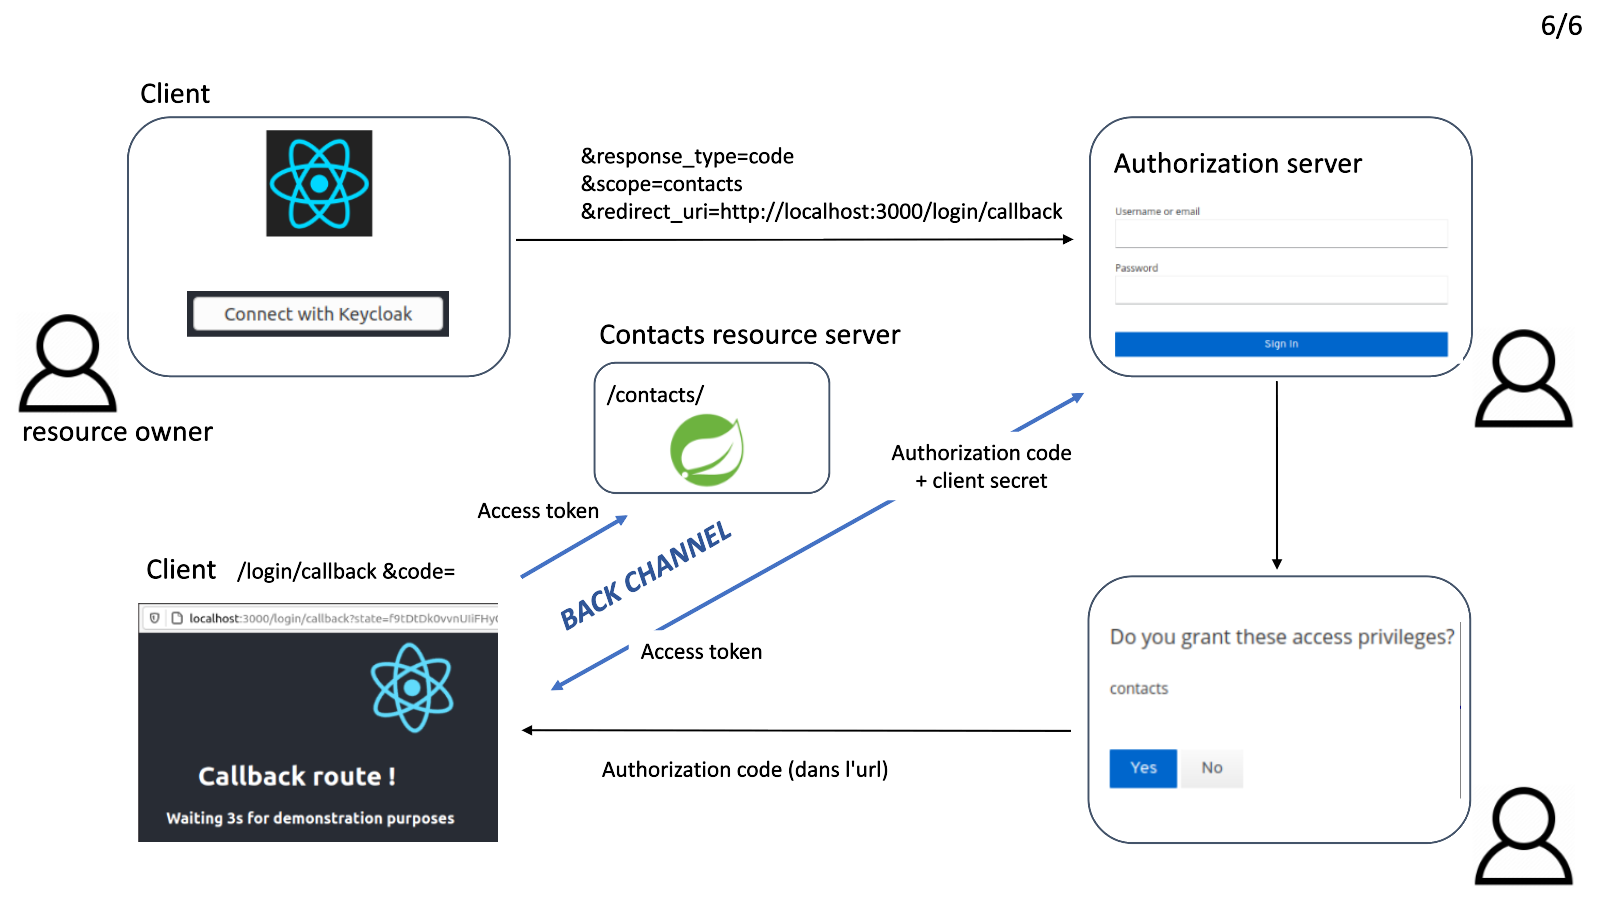 6/6
Client
&response_type=code
&scope=contacts
&redirect_uri=http://localhost:3000/login/callback
Authorization server
Username or email
Password
Sign In
Connect with Keycloak
resource owner
Contacts resource server
/contacts/
Authorization code
+ client secret
Access token
BACK CHANNEL
Client /login/callback &code=
localhost:3000/login/callback?state=f9tDtDk0vvnUIiFHy
Access token
Callback route !
Waiting 3s for demonstration purposes
Authorization code (dans l'url)
Do you grant these access privileges?
contacts
Yes
No